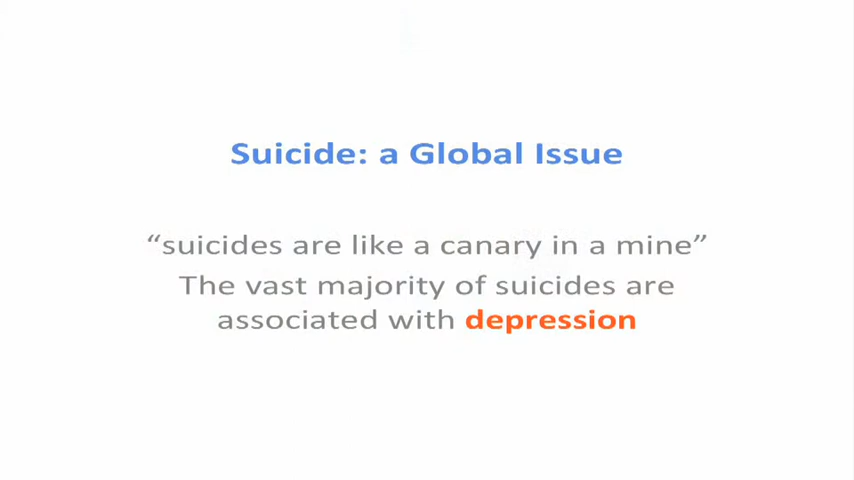 Suicide: a Global Issue
“suicides are like a canary in a mine”
The vast majority of suicides are
associated with depression